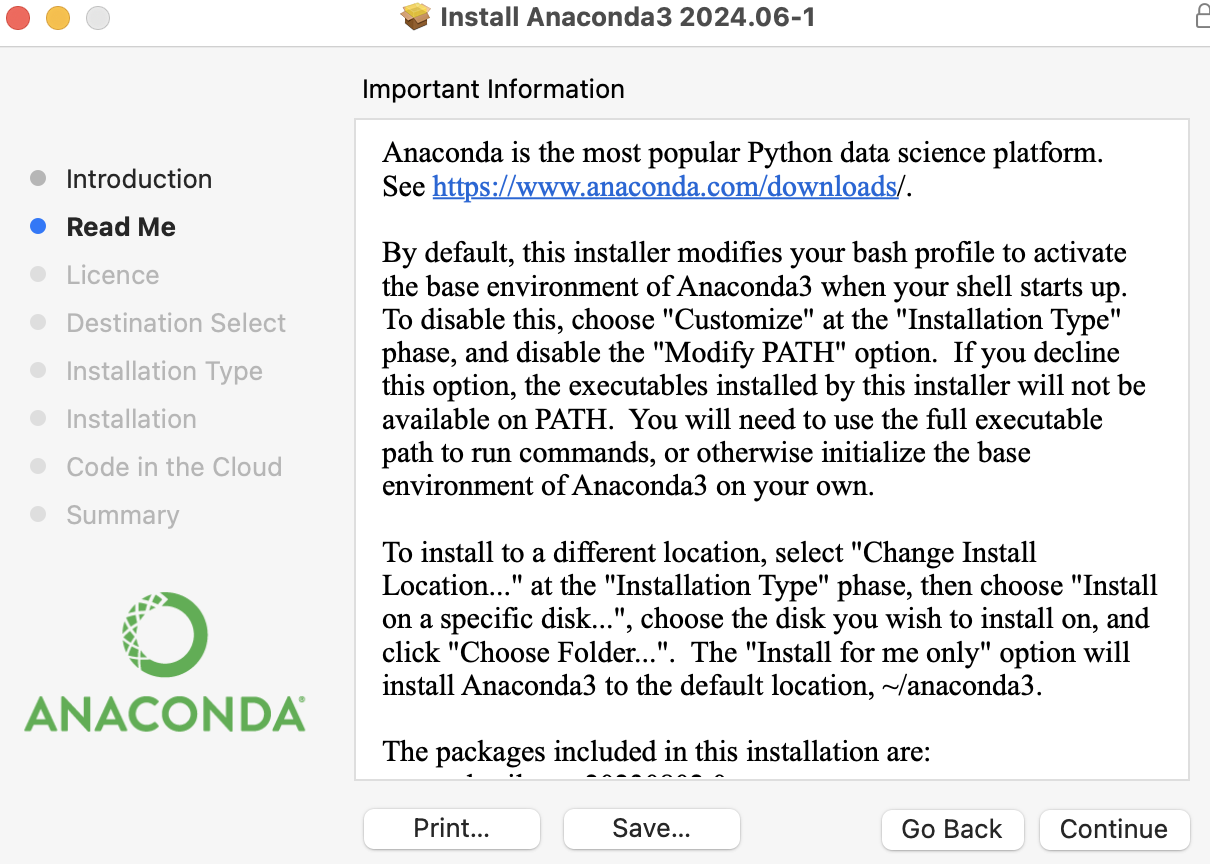 Install Anaconda3 2024.06-1
Important Information
Introduction
Read Me
Licence
Destination Select
Installation Type
Installation
Code in the Cloud
Summary
ANACONDA®
Anaconda is the most popular Python data science platform.
See https://www.anaconda.com/downloads/.
By default, this installer modifies your bash profile to activate
the base environment of Anaconda3 when your shell starts up.
To disable this, choose "Customize" at the "Installation Type"
phase, and disable the "Modify PATH" option.  If you decline
this option, the executables installed by this installer will not be
available on PATH.  You will need to use the full executable
path to run commands, or otherwise initialize the base
environment of Anaconda3 on your own.
To install to a different location, select "Change Install
Location..." at the "Installation Type" phase, then choose "Install
on a specific disk...", choose the disk you wish to install on, and
click "Choose Folder...".  The "Install for me only" option will
install Anaconda3 to the default location, ~/anaconda3.
The packages included in this installation are:
Print...
Save...
Go Back
Continue